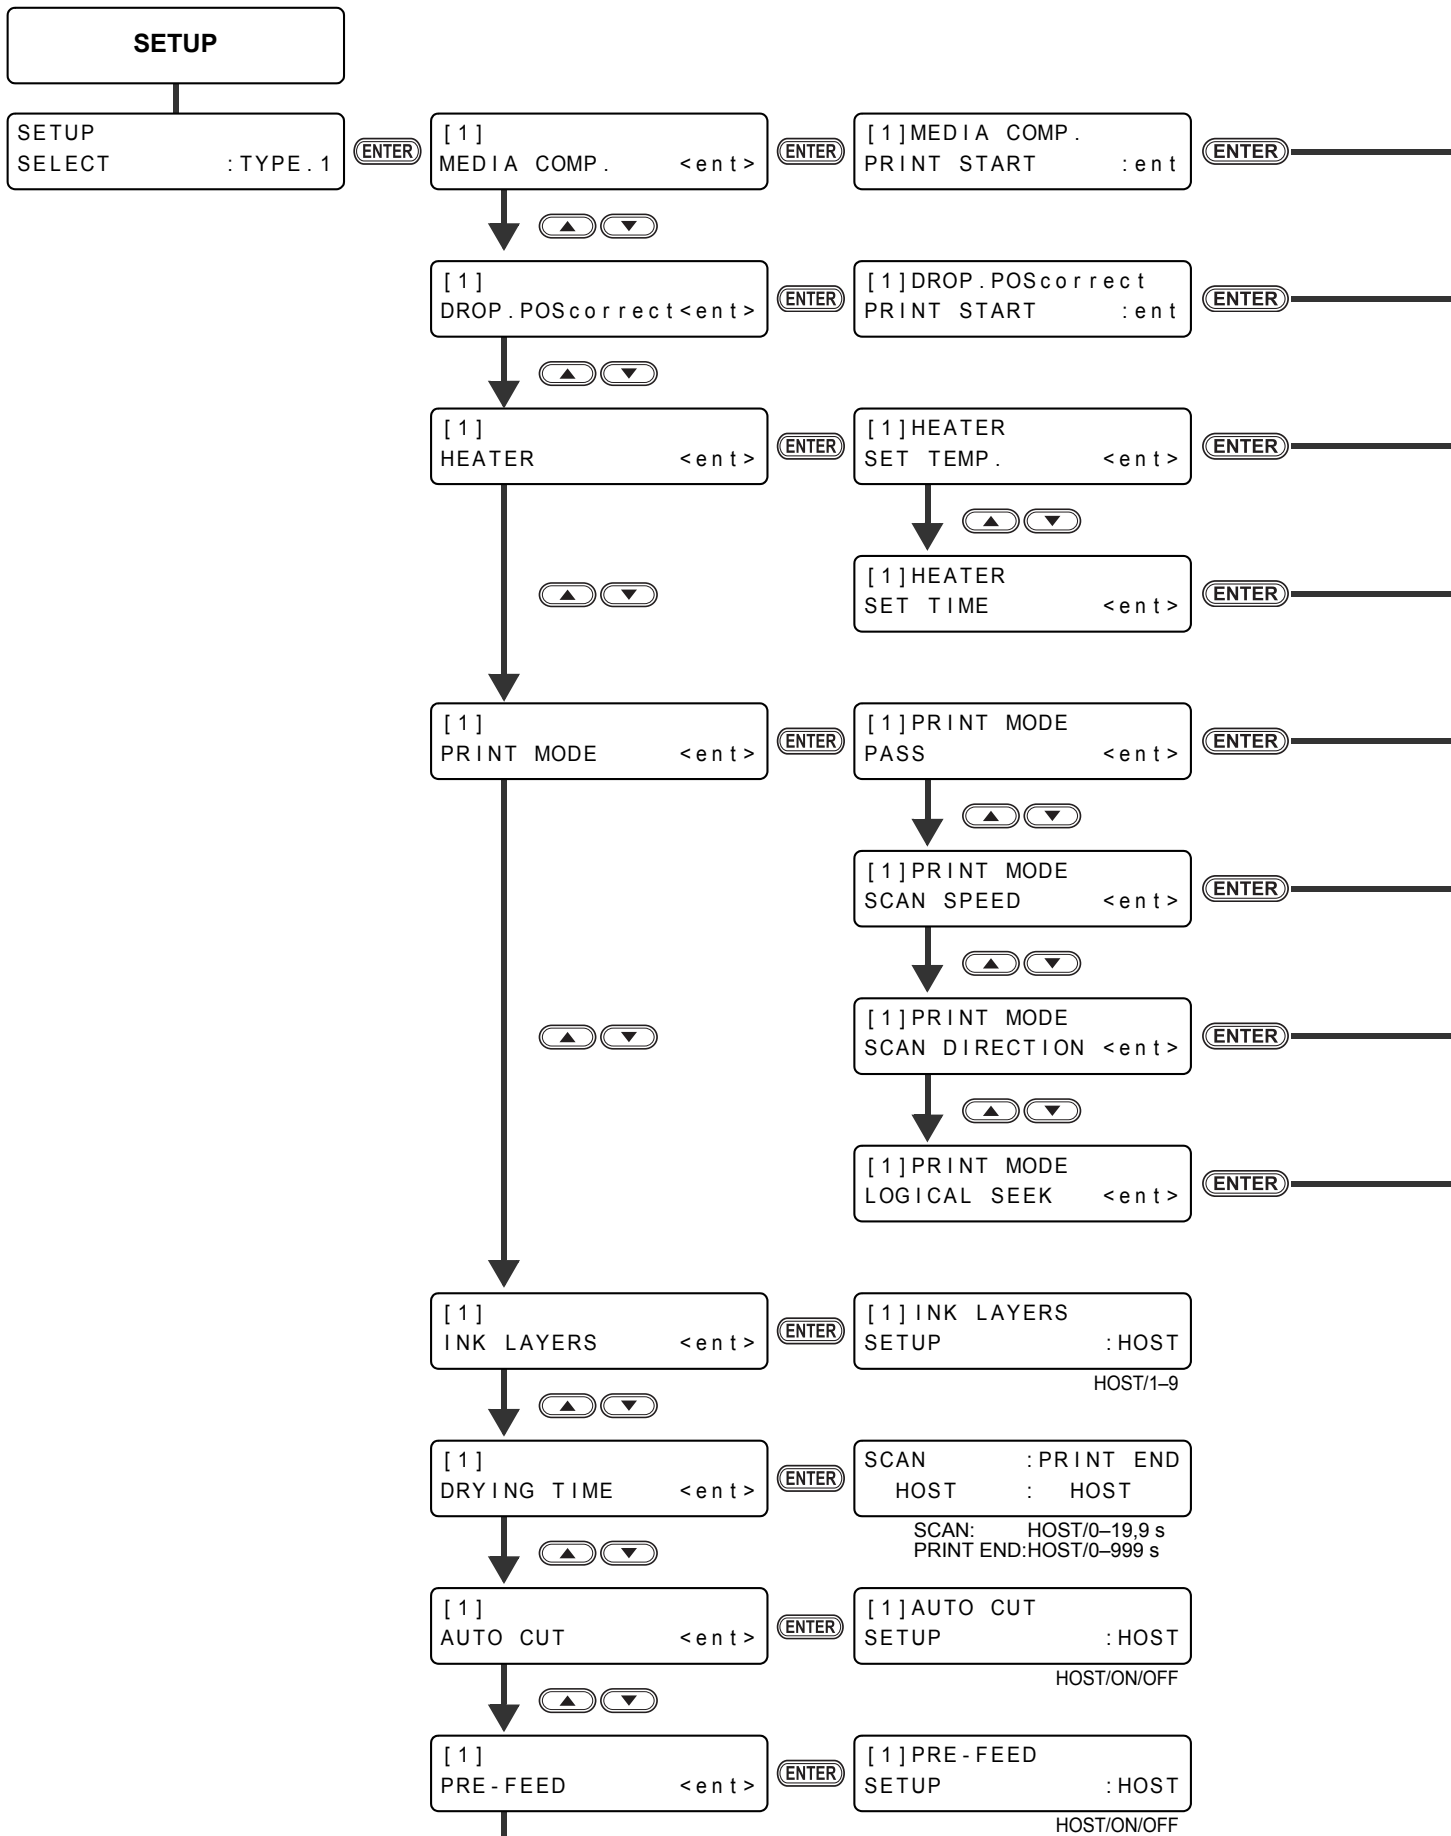 SETUP
SETUP
SELECT :TYPE.1
ENTER
[1]
MEDIA COMP. <ent>
ENTER
[1]MEDIA COMP.
PRINT START :ent
ENTER
[1]
DROP.POScorrect<ent>
ENTER
[1]DROP.POScorrect
PRINT START :ent
ENTER
[1]
HEATER <ent>
ENTER
[1]HEATER
SET TEMP. <ent>
ENTER
[1]HEATER
SET TIME <ent>
ENTER
[1]
PRINT MODE <ent>
ENTER
[1]PRINT MODE
PASS <ent>
ENTER
[1]PRINT MODE
SCAN SPEED <ent>
ENTER
[1]PRINT MODE
SCAN DIRECTION <ent>
ENTER
[1]PRINT MODE
LOGICAL SEEK <ent>
ENTER
[1]
INK LAYERS <ent>
ENTER
[1]INK LAYERS
SETUP :HOST
HOST/1–9
[1]
DRYING TIME <ent>
ENTER
SCAN :PRINT END
HOST : HOST
SCAN: HOST/0–19,9 s
PRINT END:HOST/0–999 s
[1]
AUTO CUT <ent>
ENTER
[1]AUTO CUT
SETUP :HOST
HOST/ON/OFF
[1]
PRE-FEED <ent>
ENTER
[1]PRE-FEED
SETUP :HOST
HOST/ON/OFF